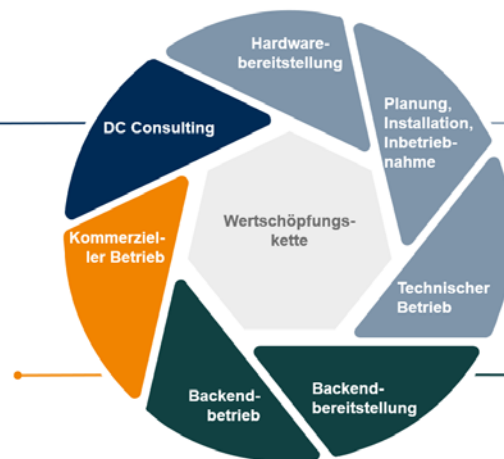 Hardware-
bereitstellung
Planung,
Installation,
Inbetrieb-
nahme
DC Consulting
Wertschöpfungs-
kette
Kommerziel-
ler Betrieb
Technischer
Betrieb
Backend-
betrieb
Backend-
bereitstellung